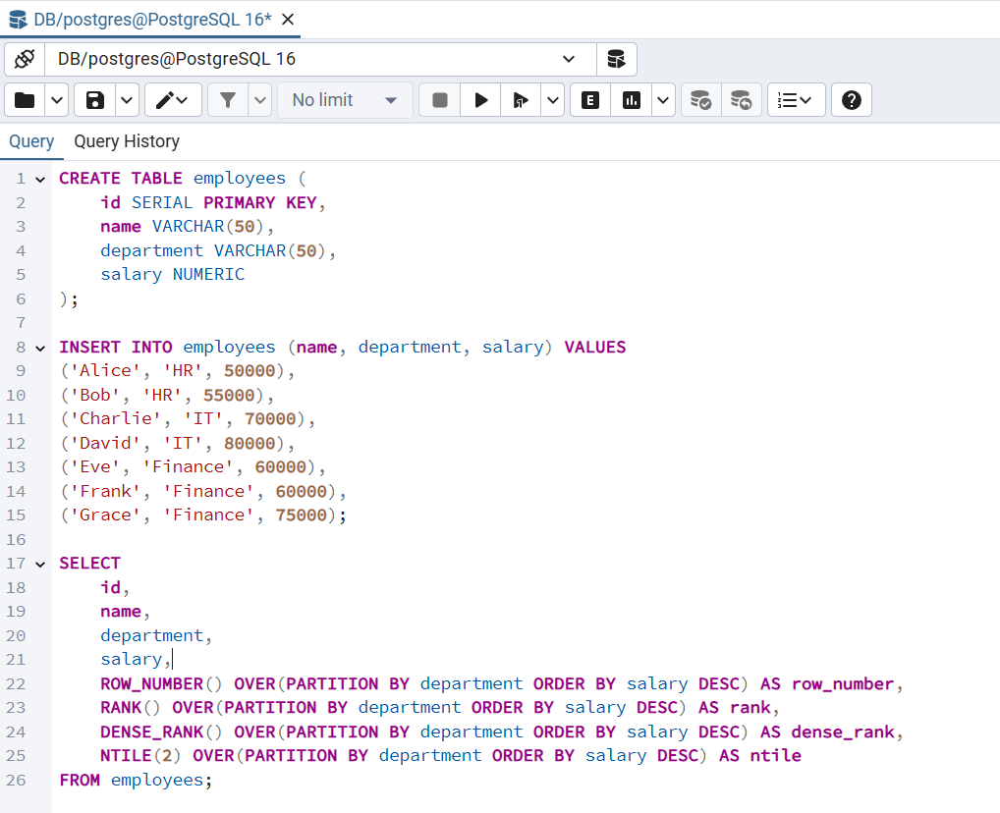 DB/postgres@PostgreSQL 16*
DB/postgres@PostgreSQL 16
No limit
E
Query Query History
1 CREATE TABLE employees (
2     id SERIAL PRIMARY KEY,
3     name VARCHAR(50),
4     department VARCHAR(50),
5     salary NUMERIC
6 );
7
8 INSERT INTO employees (name, department, salary) VALUES
9 ('Alice', 'HR', 50000),
10 ('Bob', 'HR', 55000),
11 ('Charlie', 'IT', 70000),
12 ('David', 'IT', 80000),
13 ('Eve', 'Finance', 60000),
14 ('Frank', 'Finance', 60000),
15 ('Grace', 'Finance', 75000);
16
17 SELECT
18     id,
19     name,
20     department,
21     salary,
22     ROW_NUMBER() OVER(PARTITION BY department ORDER BY salary DESC) AS row_number,
23     RANK() OVER(PARTITION BY department ORDER BY salary DESC) AS rank,
24     DENSE_RANK() OVER(PARTITION BY department ORDER BY salary DESC) AS dense_rank,
25     NTILE(2) OVER(PARTITION BY department ORDER BY salary DESC) AS ntile
26 FROM employees;